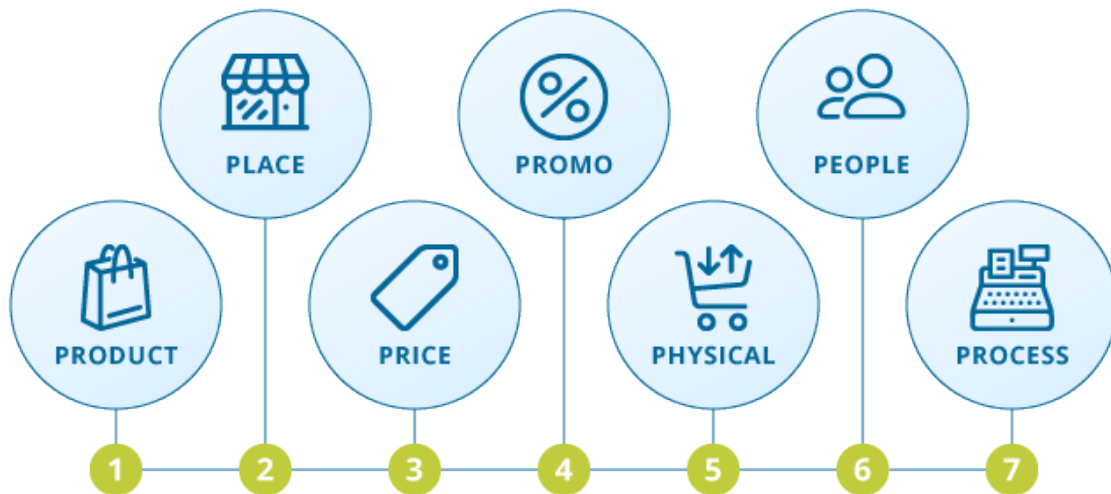 PLACE
PROMO
PEOPLE
PRODUCT
PRICE
PHYSICAL
PROCESS
1
2
3
4
5
6
7